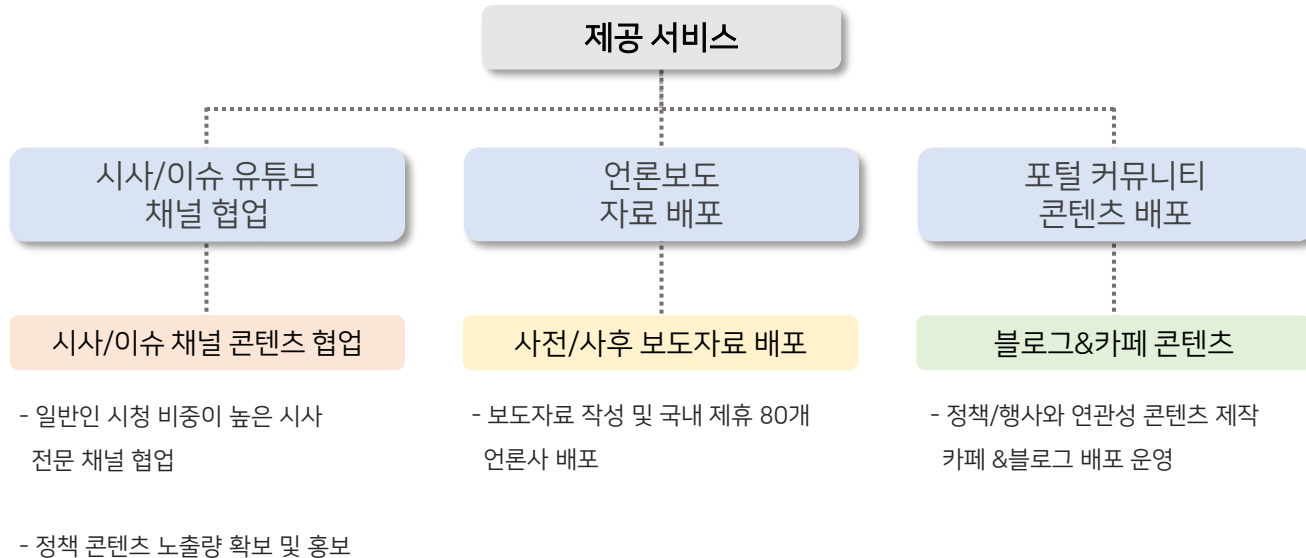 제공 서비스
시사/이슈 유튜브
채널 협업
언론보도
자료 배포
포털 커뮤니티
콘텐츠 배포
시사/이슈 채널 콘텐츠 협업
사전/사후 보도자료 배포
블로그&카페 콘텐츠
- 일반인 시청 비중이 높은 시사
전문 채널 협업
- 정책 콘텐츠 노출량 확보 및 홍보
- 보도자료 작성 및 국내 제휴 80개
언론사 배포
- 정책/행사와 연관성 콘텐츠 제작
카페 &블로그 배포 운영